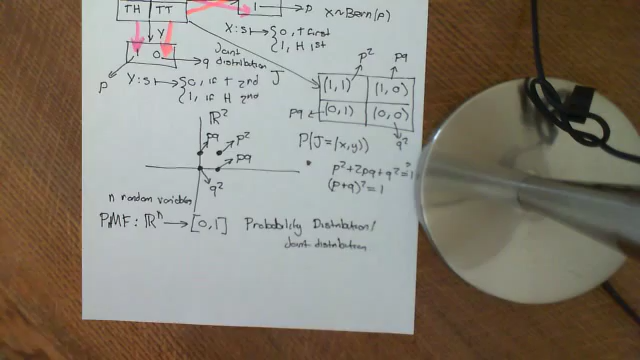 1 → p
X ~ Bern(p)
TH TT
X: Ω → { 0, T first
1, H 1st
Y
1 0
Joint distribution
J
p
q
Y: Ω → { 0, if T 2nd
1, if H 2nd
p² pq
(1,1) (1,0)
pq ← (0,1) (0,0)
q²
ℝ²
pq p²
pq
q²
P(J=(x,y))
p²+2pq+q²=1
?
(p+q)²=1
n random variables
PMF: ℝⁿ → [0,1] Probability Distribution/
Joint distribution